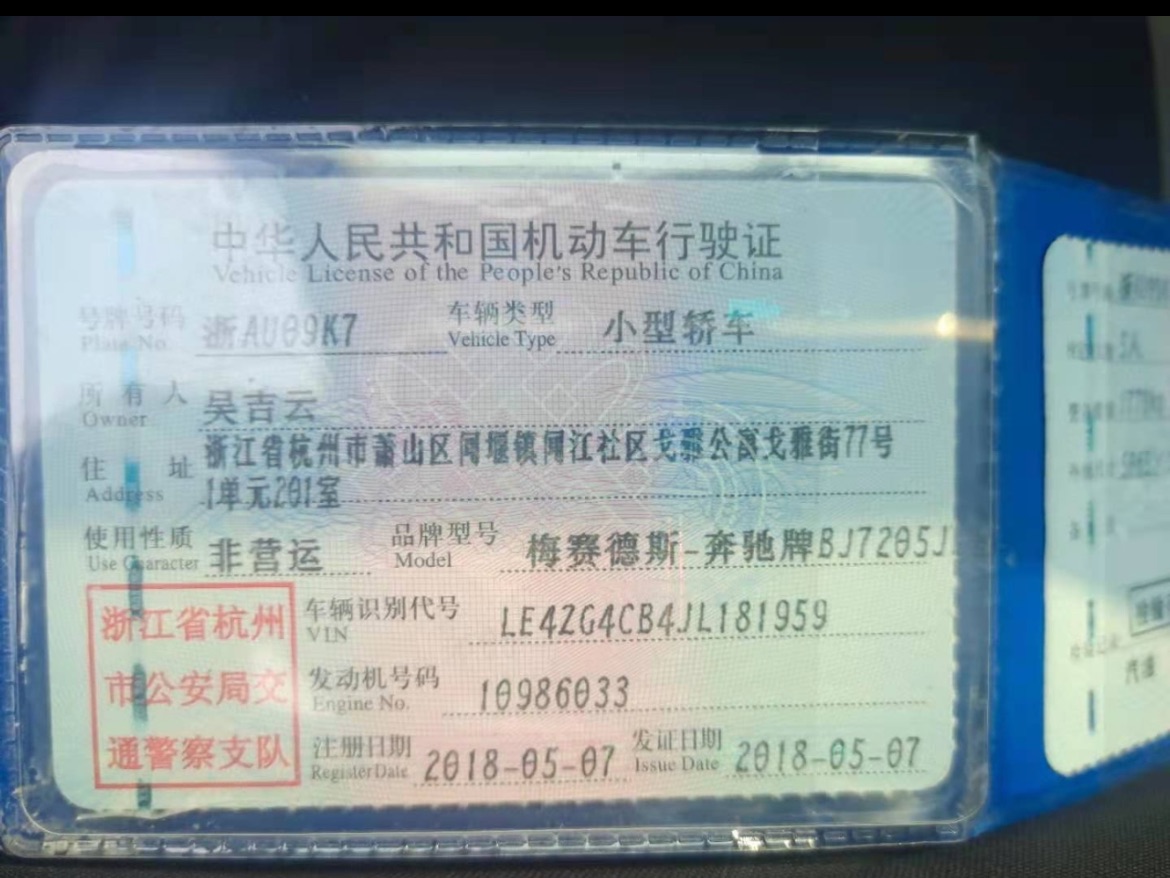 中华人民共和国机动车行驶证
Vehicle License of the People's Republic of China
号牌号码 浙AU09K7 车辆类型 小型轿车
Plate No. Vehicle Type
所有人 吴吉云
Owner
住址 浙江省杭州市萧山区闻堰镇闻江社区戈雅公寓戈雅街77号
Address 1单元201室
使用性质 非营运 品牌型号 梅赛德斯-奔驰牌BJ7205J
Use Character Model
浙江省杭州
市公安局交
通警察支队
车辆识别代号 LE4ZG4CB4JL181959
VIN
发动机号码 10986033
Engine No.
注册日期 2018-05-07 发证日期 2018-05-07
Register Date Issue Date
汽油